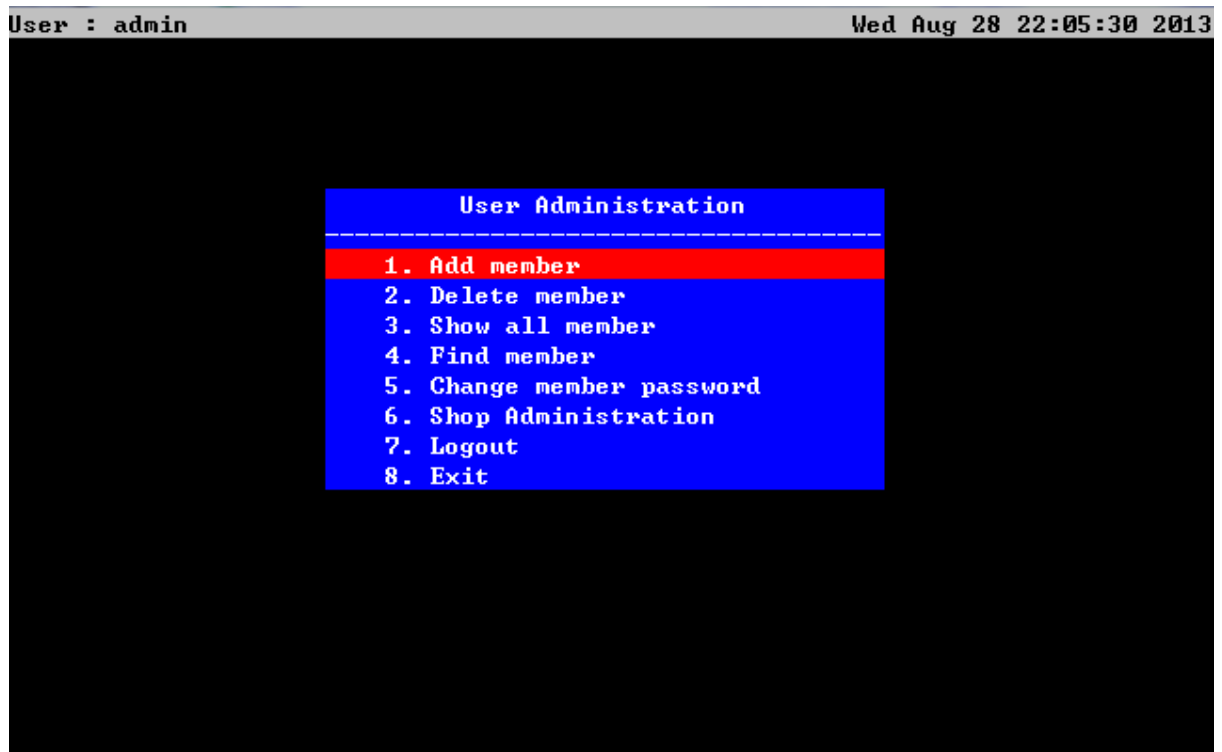 User : admin Wed Aug 28 22:05:30 2013
User Administration
1. Add member
2. Delete member
3. Show all member
4. Find member
5. Change member password
6. Shop Administration
7. Logout
8. Exit